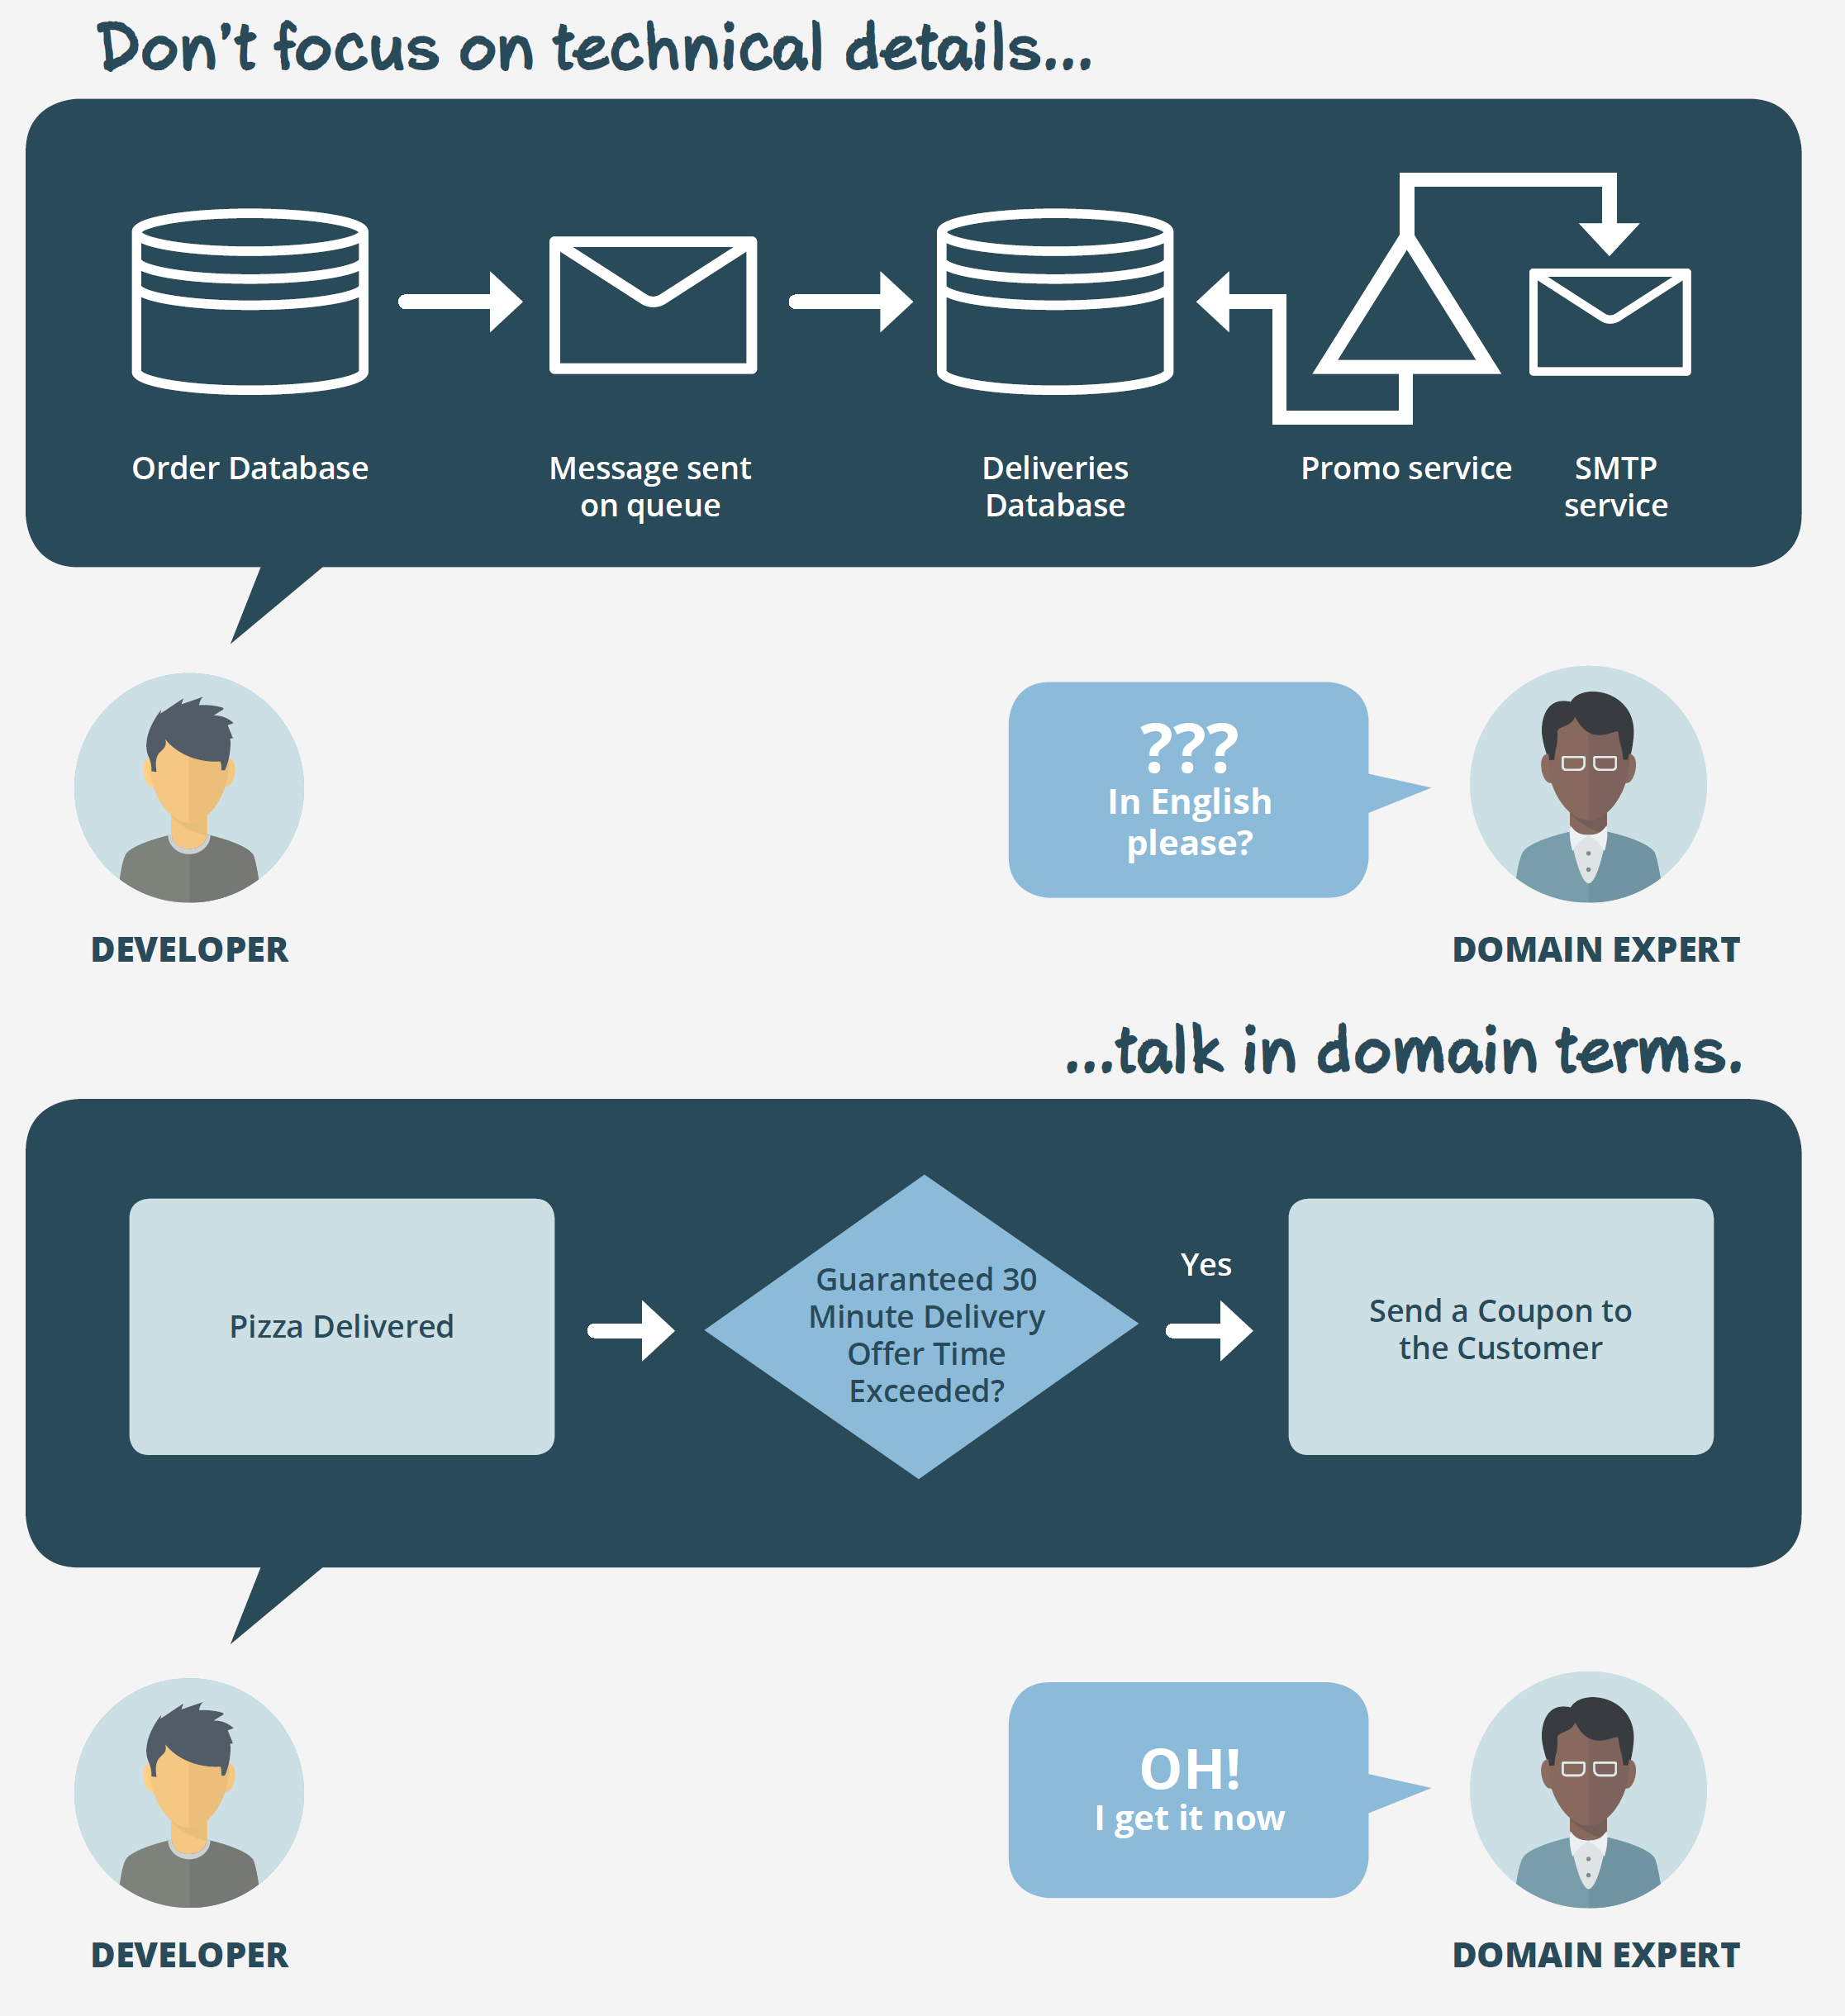 Don't focus on technical details...
Order Database
Message sent
on queue
Deliveries
Database
Promo service
SMTP
service
???
In English
please?
DEVELOPER
DOMAIN EXPERT
...talk in domain terms.
Pizza Delivered
Guaranteed 30
Minute Delivery
Offer Time
Exceeded?
Yes
Send a Coupon to
the Customer
OH!
I get it now
DEVELOPER
DOMAIN EXPERT